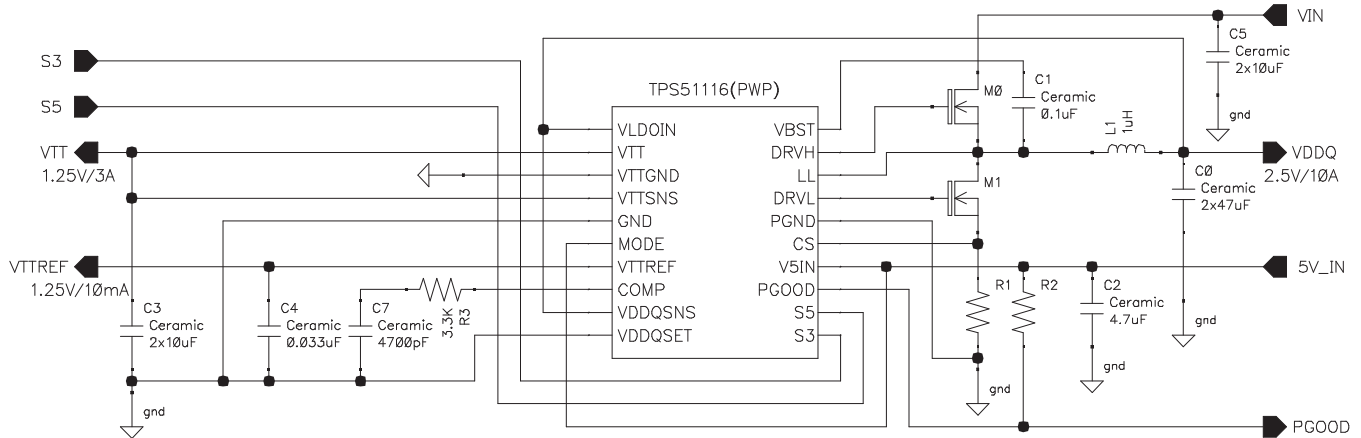 VIN
C5
Ceramic
2x10uF
gnd
S3
S5
TPS51116(PWP)
M0
C1
Ceramic
0.1uF
L1
1uH
VTT
1.25V/3A
VLDOIN
VTT
VTTGND
VTTSNS
GND
MODE
VTTREF
COMP
VDDQSNS
VDDQSET
VBST
DRVH
LL
DRVL
PGND
CS
V5IN
PGOOD
S5
S3
M1
VDDQ
2.5V/10A
C0
Ceramic
2x47uF
gnd
VTTREF
1.25V/10mA
5V_IN
C3
Ceramic
2x10uF
C4
Ceramic
0.033uF
C7
Ceramic
4700pF
3.3K
R3
R1
R2
C2
Ceramic
4.7uF
gnd
gnd
gnd
PGOOD